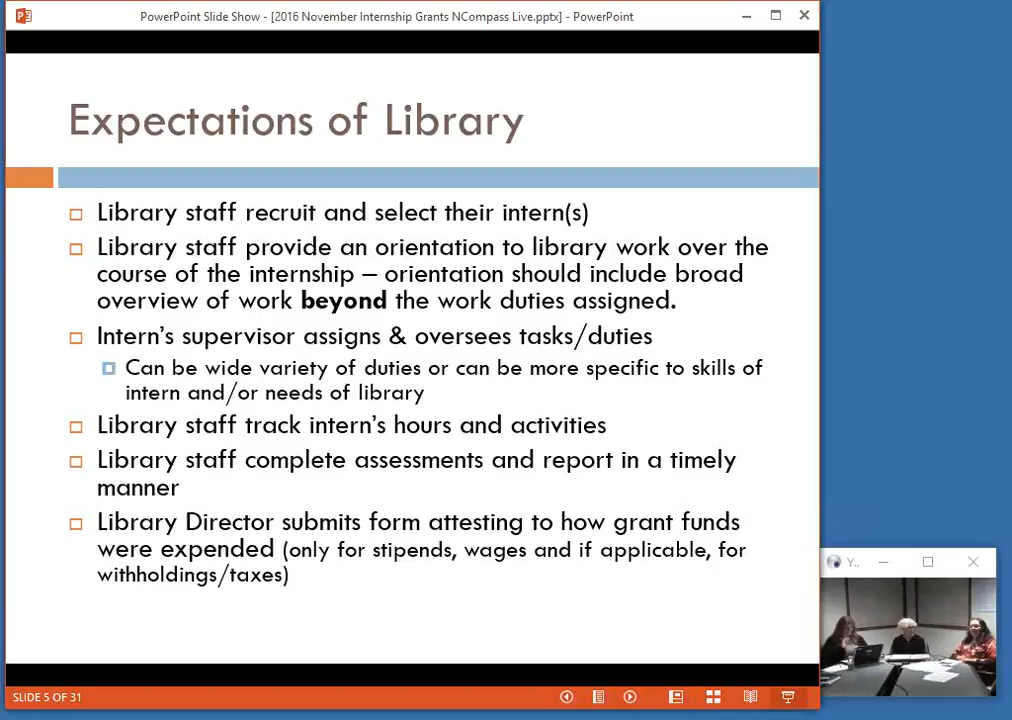 PowerPoint Slide Show - [2016 November Internship Grants NCompass Live.pptx] - PowerPoint
Expectations of Library
Library staff recruit and select their intern(s)
Library staff provide an orientation to library work over the
course of the internship – orientation should include broad
overview of work beyond the work duties assigned.
Intern's supervisor assigns & oversees tasks/duties
Can be wide variety of duties or can be more specific to skills of
intern and/or needs of library
Library staff track intern's hours and activities
Library staff complete assessments and report in a timely
manner
Library Director submits form attesting to how grant funds
were expended (only for stipends, wages and if applicable, for
withholdings/taxes)
Y..
SLIDE 5 OF 31